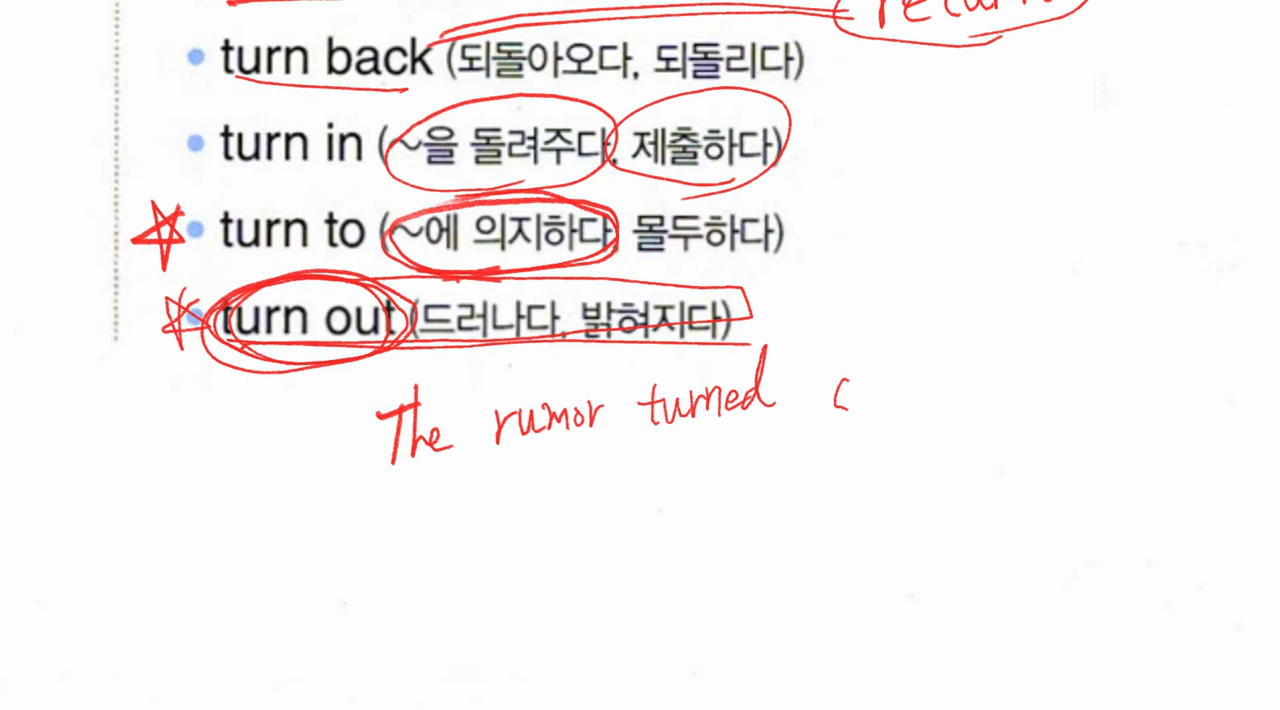 turn back (되돌아오다, 되돌리다)
turn in (~을 돌려주다, 제출하다)
turn to (~에 의지하다, 몰두하다)
turn out (드러나다, 밝혀지다)
The rumor turned